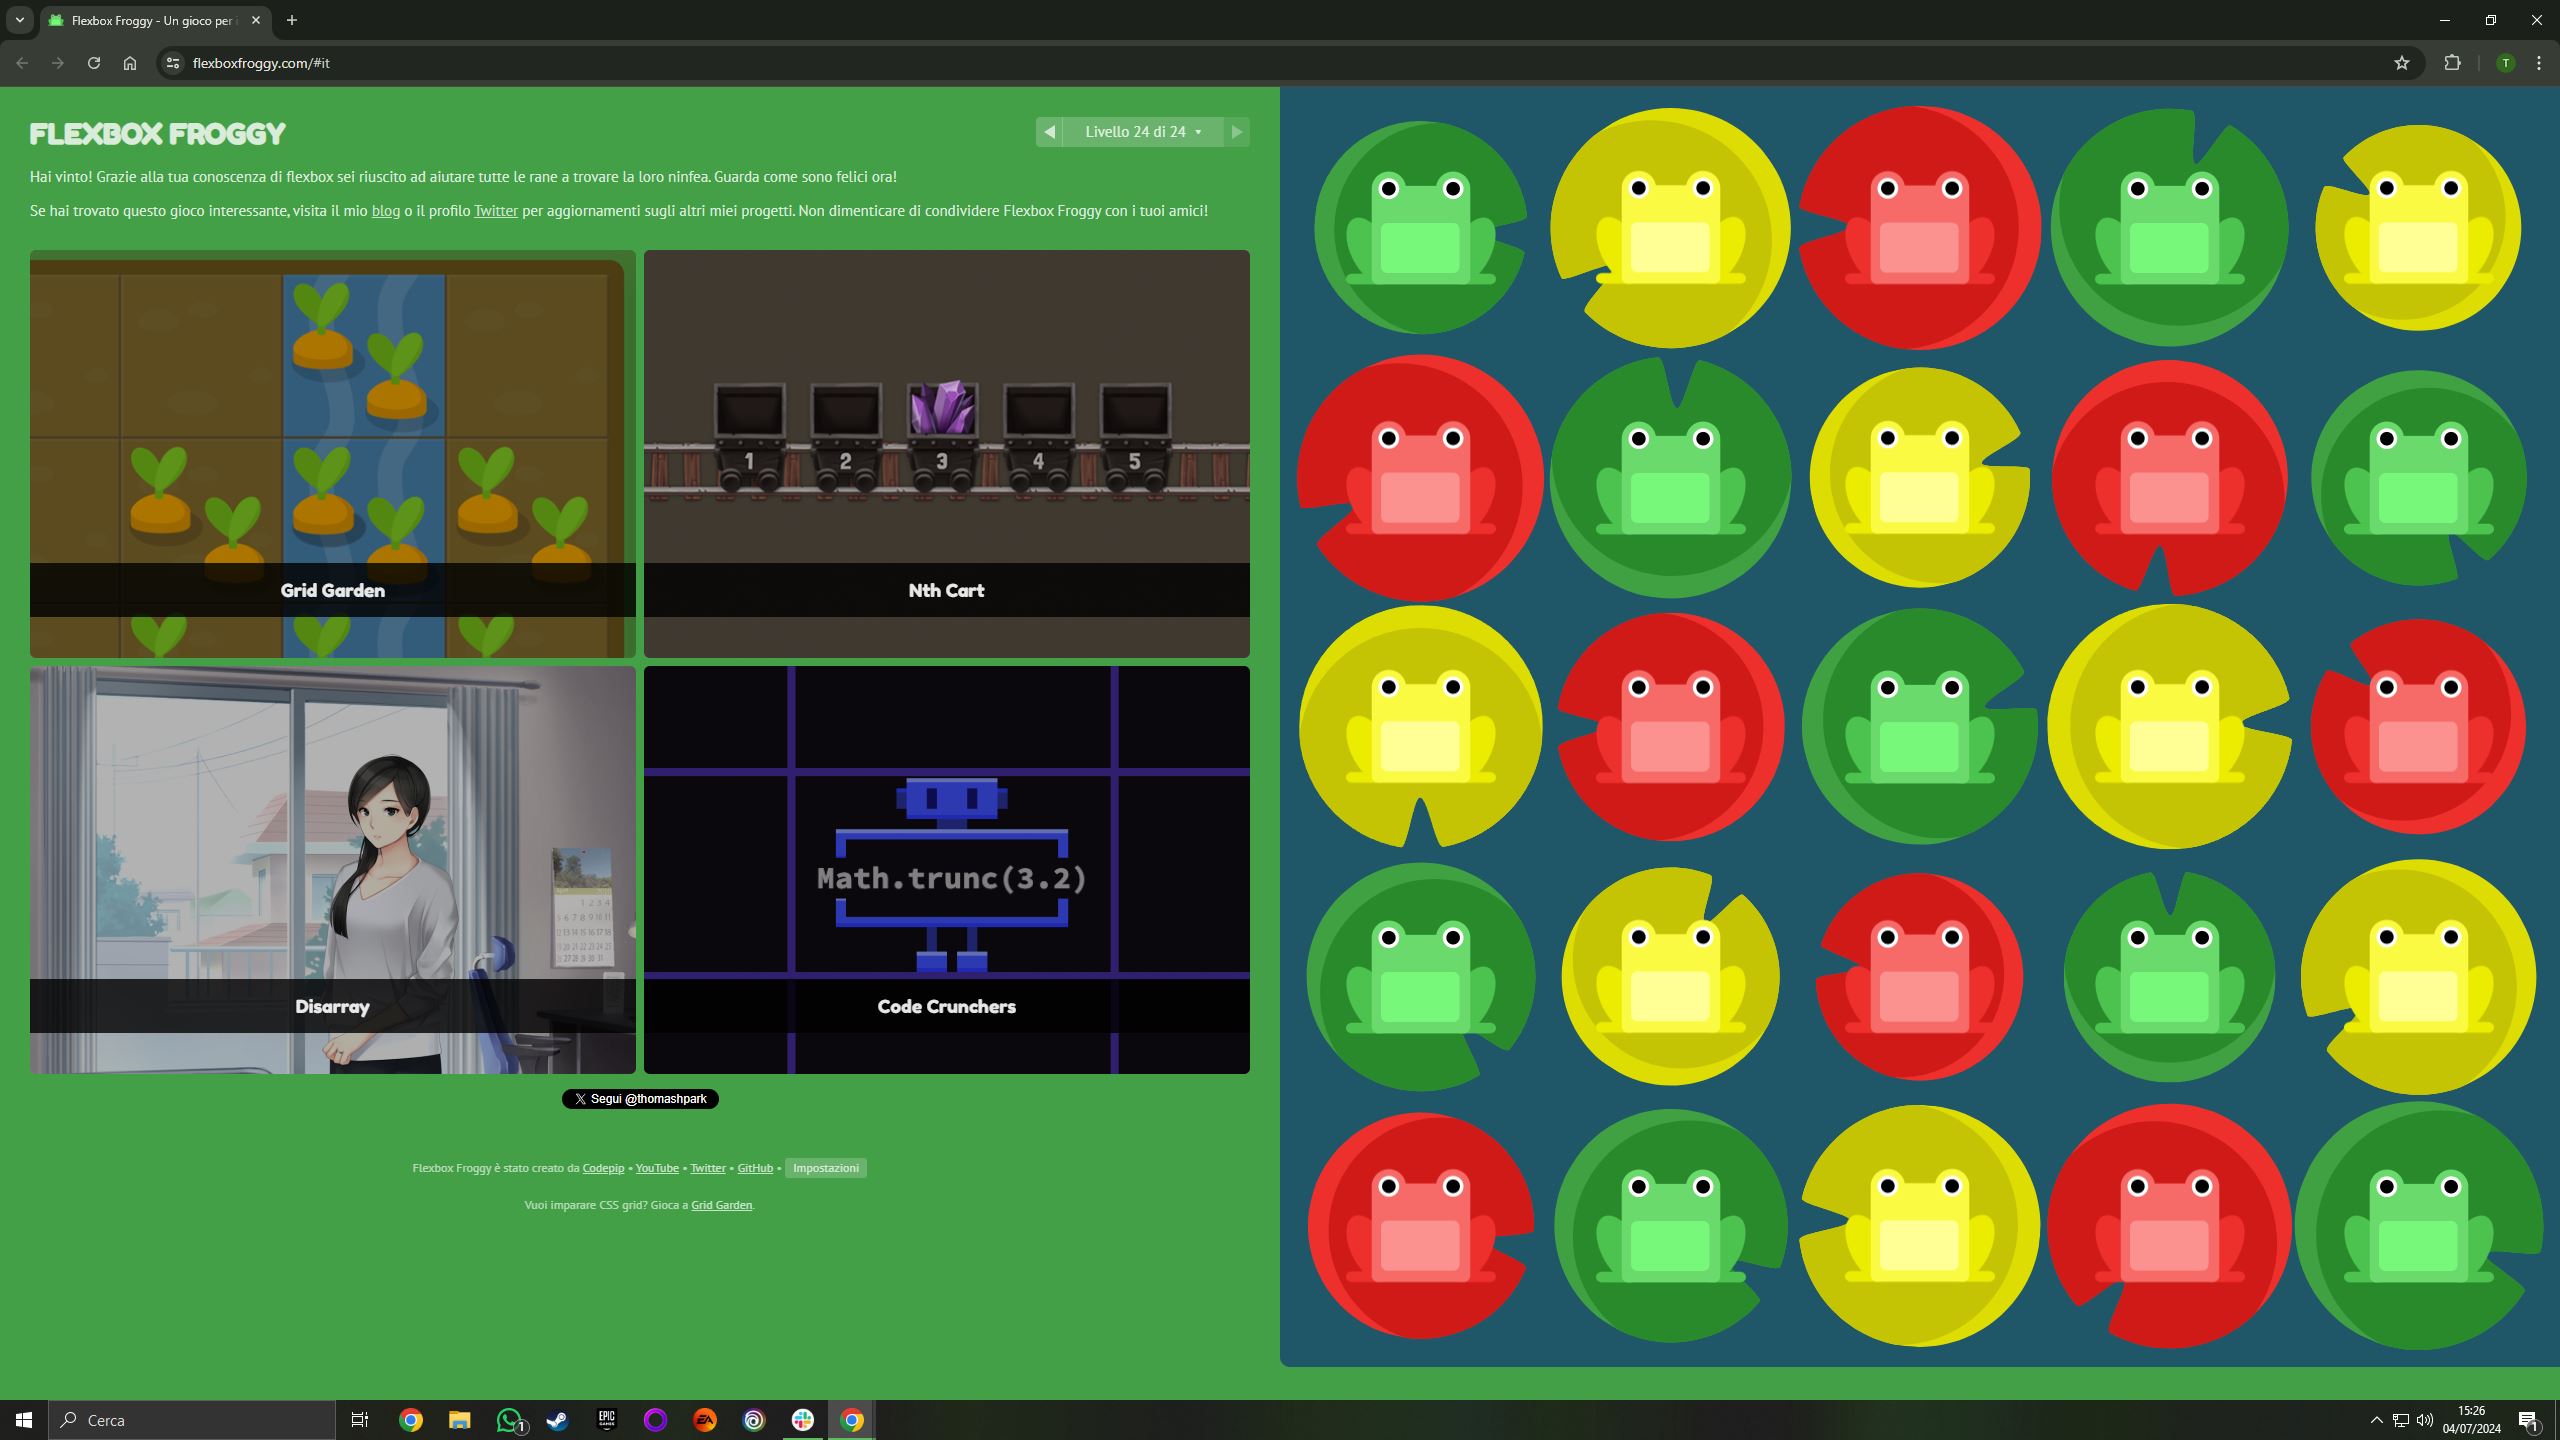 Flexbox Froggy - Un gioco per i
flexboxfroggy.com/#it
T
FLEXBOX FROGGY
Livello 24 di 24
Hai vinto! Grazie alla tua conoscenza di flexbox sei riuscito ad aiutare tutte le rane a trovare la loro ninfea. Guarda come sono felici ora!
Se hai trovato questo gioco interessante, visita il mio blog o il profilo Twitter per aggiornamenti sugli altri miei progetti. Non dimenticare di condividere Flexbox Froggy con i tuoi amici!
1 2 3 4 5
Grid Garden
Nth Cart
Math.trunc(3.2)
Disarray
Code Crunchers
Segui @thomashpark
Flexbox Froggy è stato creato da Codepip • YouTube • Twitter • GitHub • Impostazioni
Vuoi imparare CSS grid? Gioca a Grid Garden.
Cerca
1
EPIC GAMES
EA
15:26
04/07/2024
1